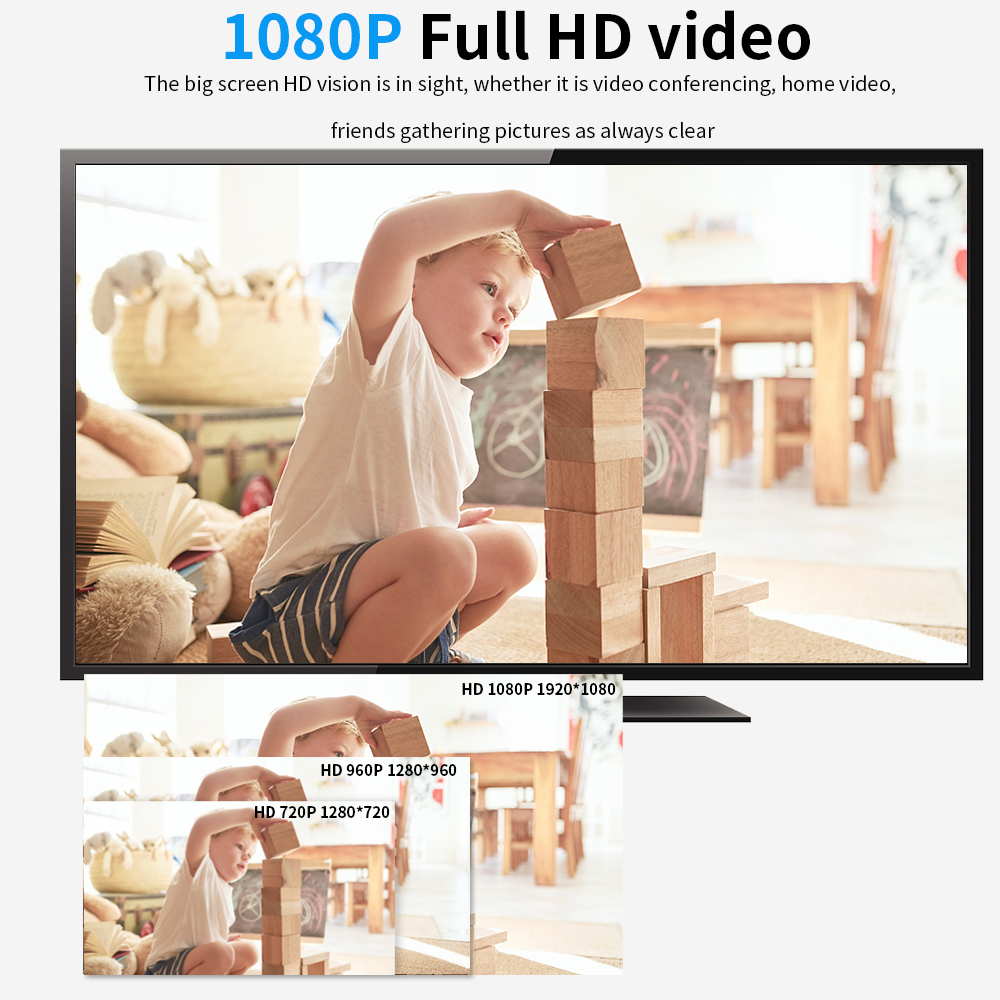 1080P Full HD video
The big screen HD vision is in sight, whether it is video conferencing, home video,
friends gathering pictures as always clear
HD 1080P 1920*1080
HD 960P 1280*960
HD 720P 1280*720